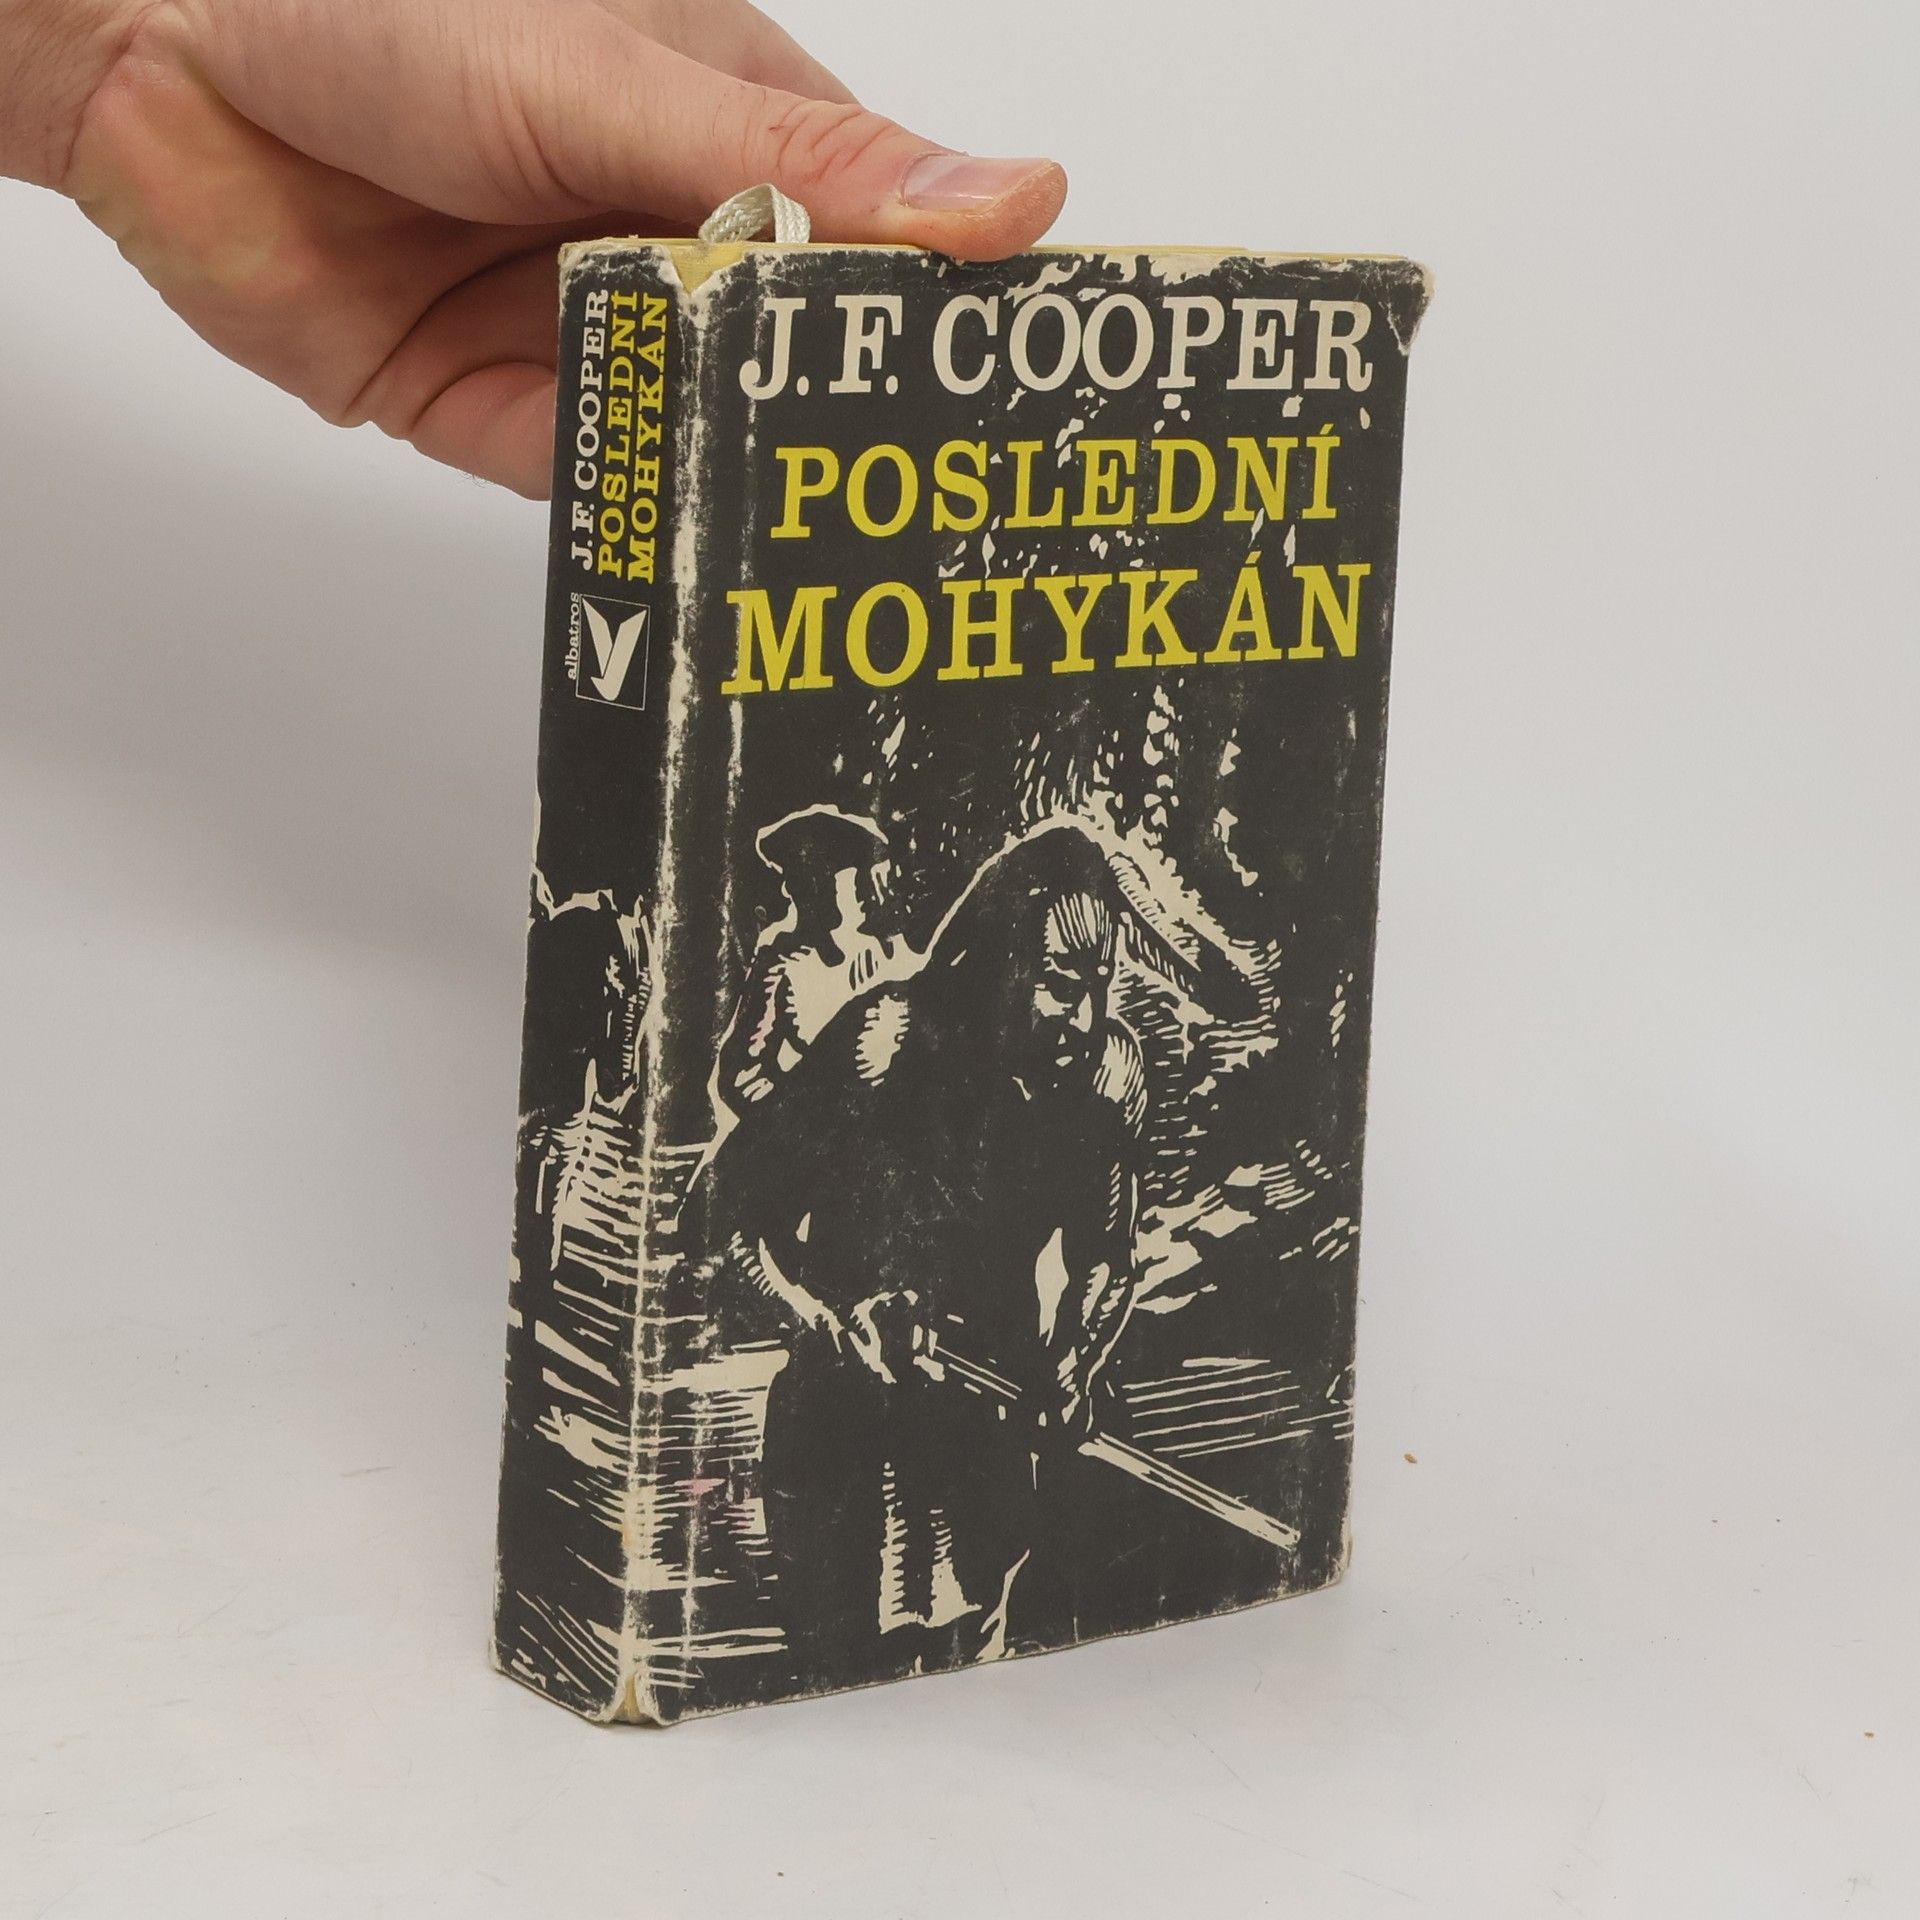 J. F. COOPER
POSLEDNÍ
MOHYKÁN
J. F. COOPER
POSLEDNÍ
MOHYKÁN
albatros